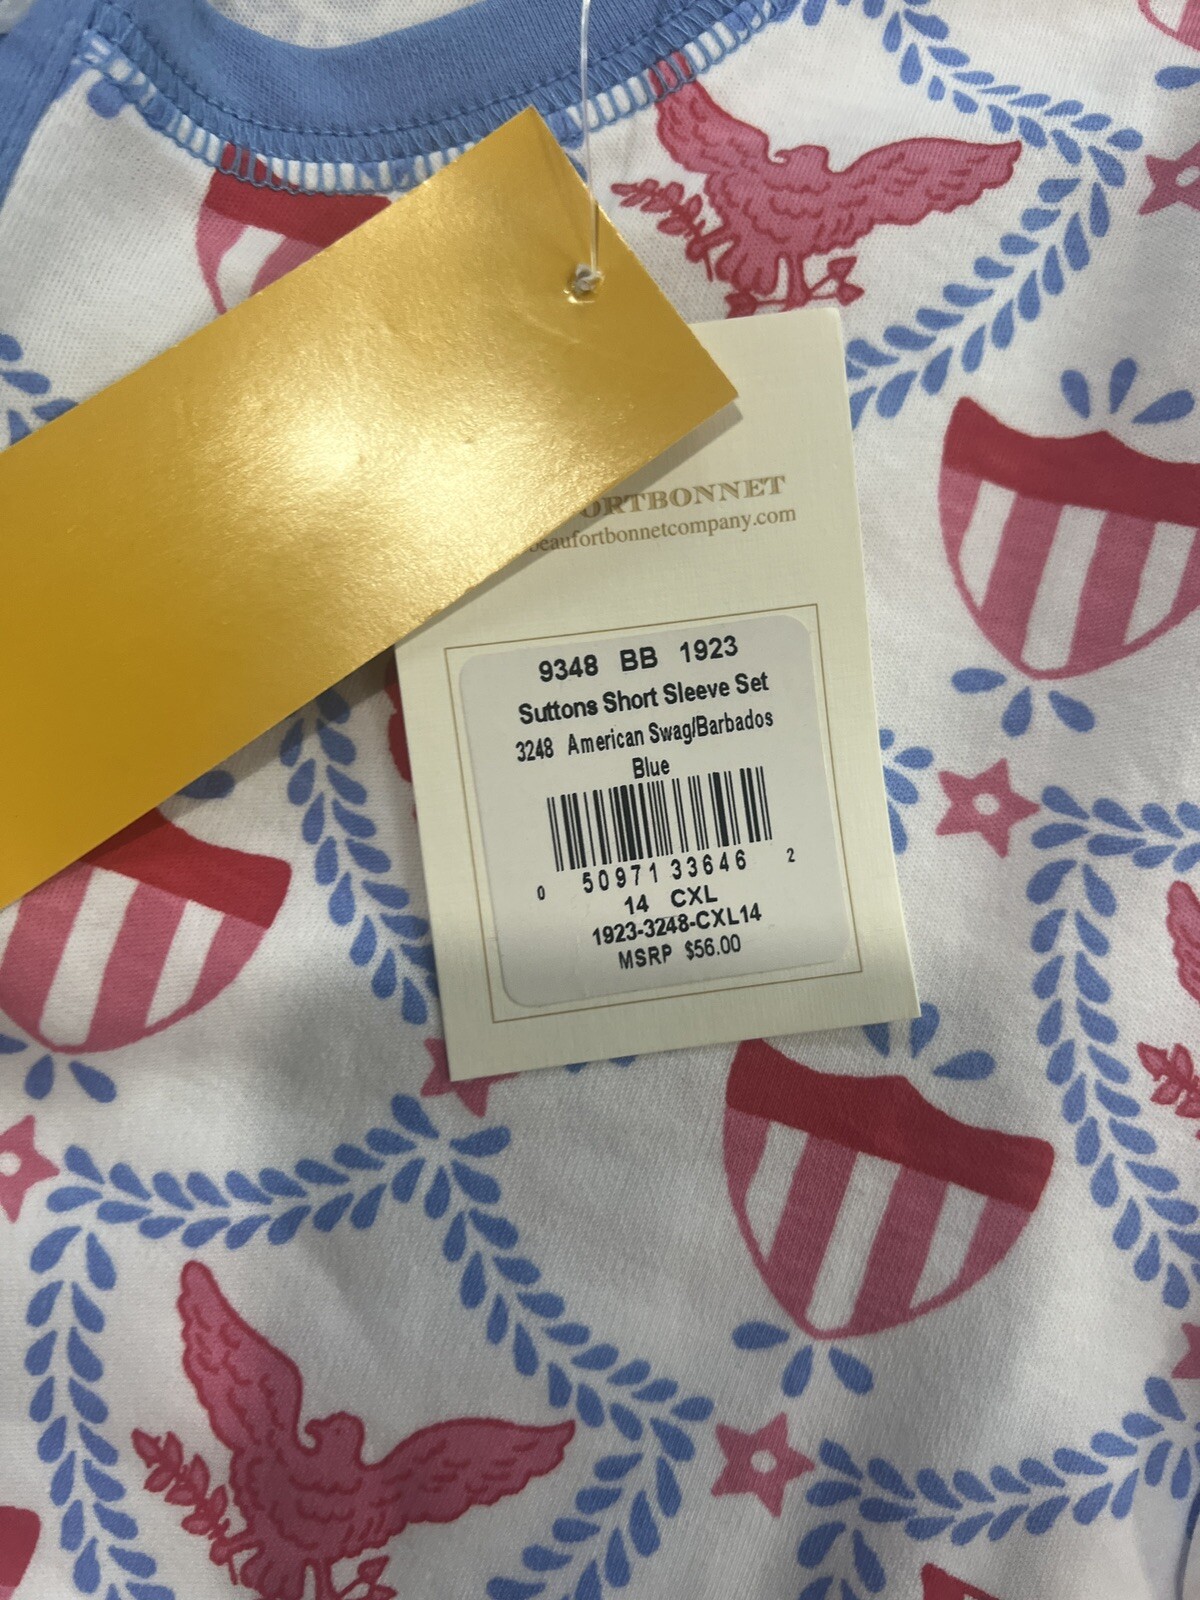 ORTBONNET
beaufortbonnetcompany.com
9348 BB 1923
Suttons Short Sleeve Set
3248 American Swag/Barbados
Blue
0 50971 33646 2
14 CXL
1923-3248-CXL14
MSRP $56.00